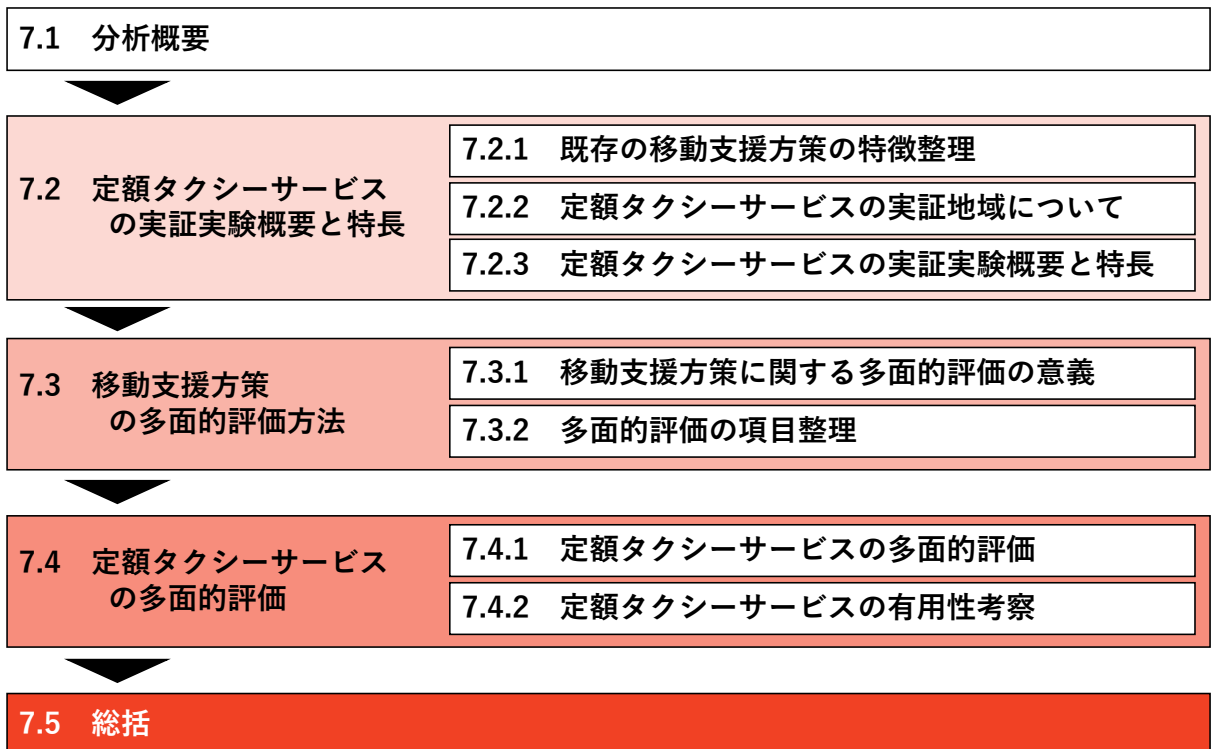 7.1 分析概要
7.2 定額タクシーサービス
の実証実験概要と特長
7.2.1 既存の移動支援方策の特徴整理
7.2.2 定額タクシーサービスの実証地域について
7.2.3 定額タクシーサービスの実証実験概要と特長
7.3 移動支援方策
の多面的評価方法
7.3.1 移動支援方策に関する多面的評価の意義
7.3.2 多面的評価の項目整理
7.4 定額タクシーサービス
の多面的評価
7.4.1 定額タクシーサービスの多面的評価
7.4.2 定額タクシーサービスの有用性考察
7.5 総括